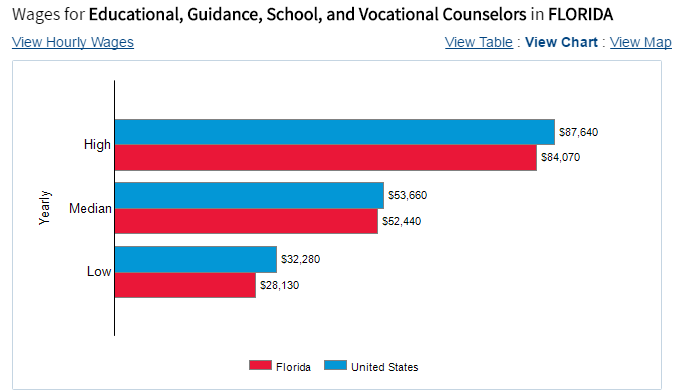 Wages for Educational, Guidance, School, and Vocational Counselors in FLORIDA
View Hourly Wages
View Table : View Chart : View Map
Yearly
High
$87,640
$84,070
Median
$53,660
$52,440
Low
$32,280
$28,130
Florida
United States